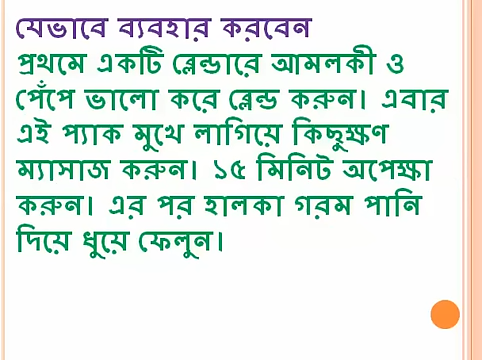 যেভাবে ব্যবহার করবেন
প্রথমে একটি ব্লেন্ডারে আমলকী ও
পেঁপে ভালো করে ব্লেন্ড করুন। এবার
এই প্যাক মুখে লাগিয়ে কিছুক্ষণ
ম্যাসাজ করুন। ১৫ মিনিট অপেক্ষা
করুন। এর পর হালকা গরম পানি
দিয়ে ধুয়ে ফেলুন।